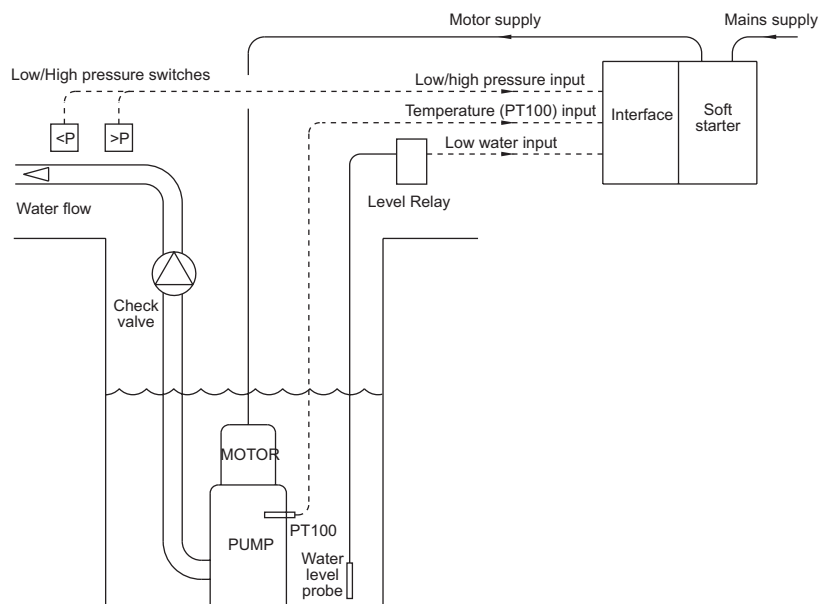 Motor supply
Mains supply
Low/High pressure switches
Low/high pressure input
<P
>P
Temperature (PT100) input
Interface
Soft
starter
Low water input
Level Relay
Water flow
Check
valve
MOTOR
PT100
PUMP
Water
level
probe